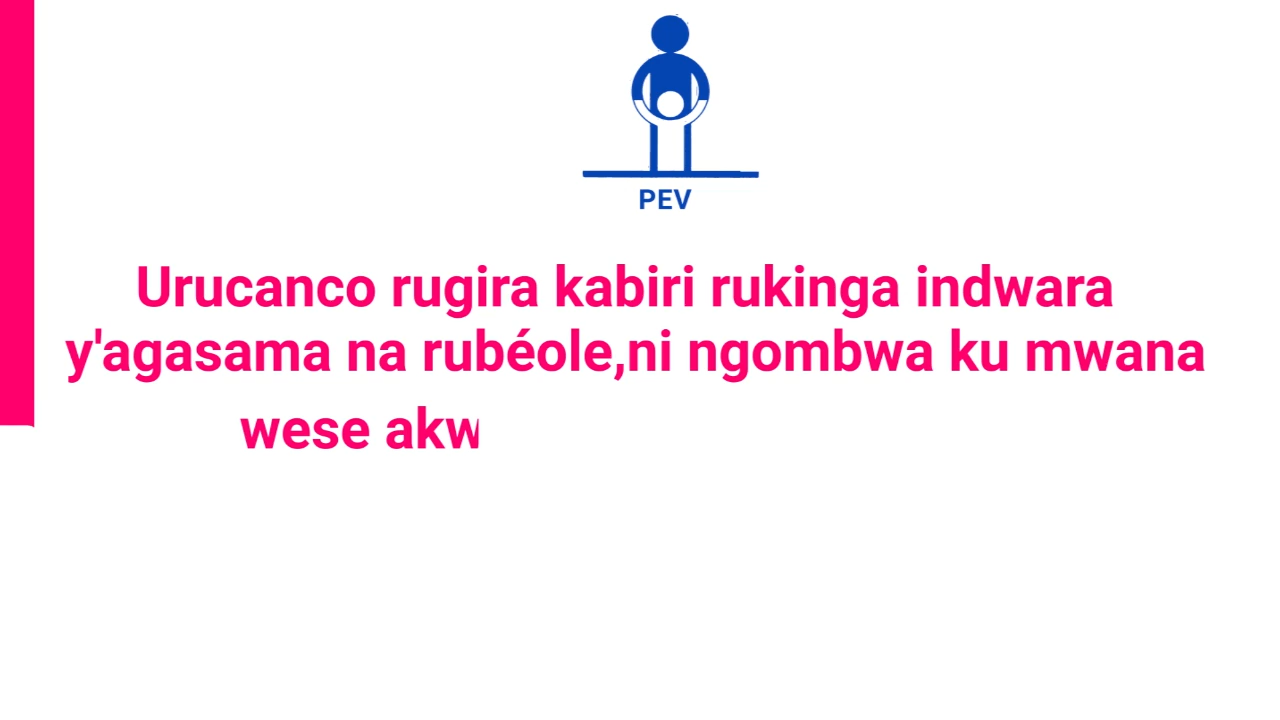 PEV
Urucanco rugira kabiri rukinga indwara
y'agasama na rubéole,ni ngombwa ku mwana
wese